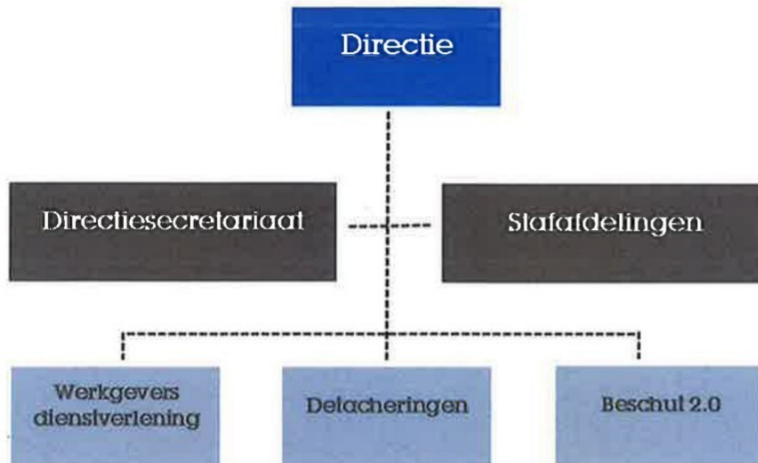 Directie
Directiesecretariaat
Stafafdelingen
Werkgevers
dienstverlening
Detacheringen
Beschut 2.0